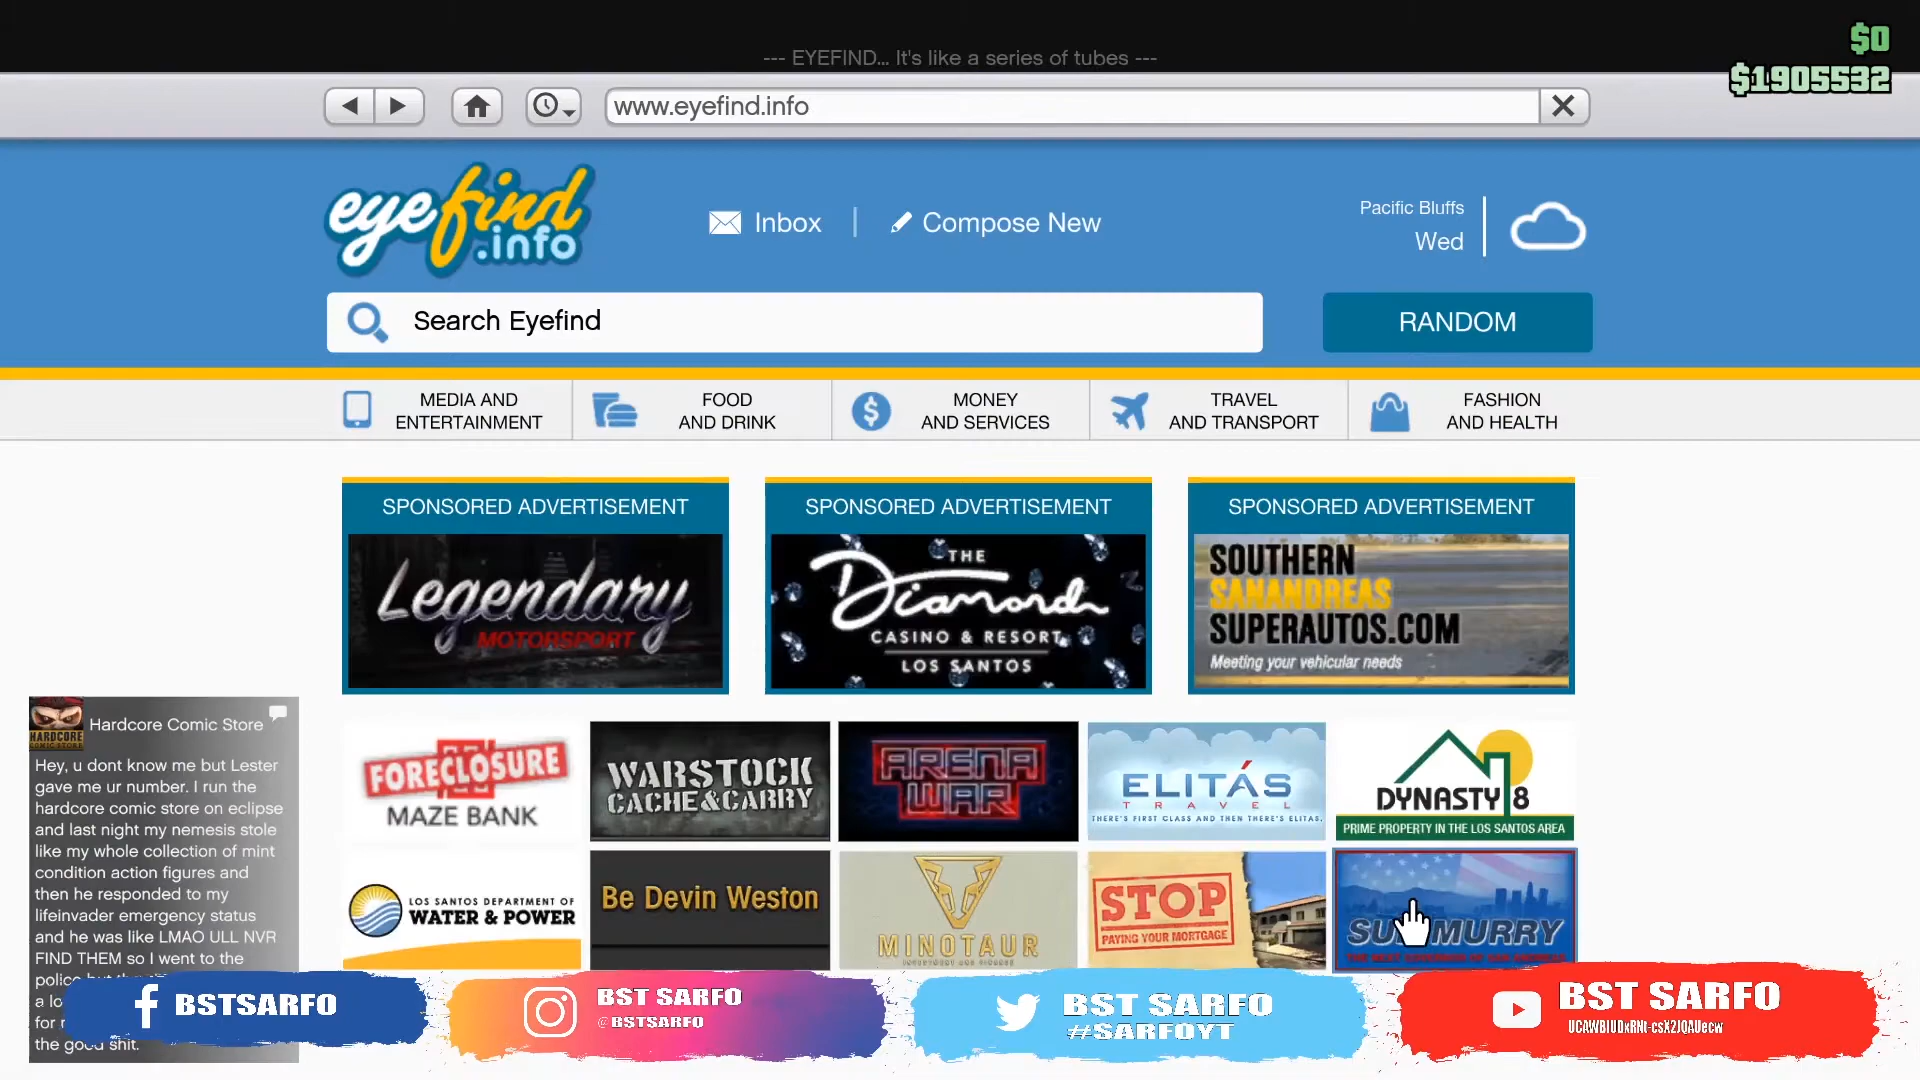 $0
--- EYEFIND... It's like a series of tubes ---
$1905532
www.eyefind.info
eyefind
.info
Inbox
Compose New
Pacific Bluffs
Wed
Search Eyefind
RANDOM
MEDIA AND
ENTERTAINMENT
FOOD
AND DRINK
MONEY
AND SERVICES
TRAVEL
AND TRANSPORT
FASHION
AND HEALTH
SPONSORED ADVERTISEMENT
Legendary
MOTORSPORT
SPONSORED ADVERTISEMENT
THE
Diamond
CASINO & RESORT
LOS SANTOS
SPONSORED ADVERTISEMENT
SOUTHERN
SANANDREAS
SUPERAUTOS.COM
Meeting your vehicular needs
FORECLOSURE
MAZE BANK
WARSTOCK
CACHE&CARRY
ARENA
WAR
ELITÁS
TRAVEL
THERE'S FIRST CLASS AND THEN THERE'S ELITAS.
DYNASTY 8
PRIME PROPERTY IN THE LOS SANTOS AREA
LOS SANTOS DEPARTMENT OF
WATER & POWER
Be Devin Weston
MINOTAUR
STOP
PAYING YOUR MORTGAGE
MURRY
Hardcore Comic Store
HARDCORE
COMIC STORE
Hey, u dont know me but Lester
gave me ur number. I run the
hardcore comic store on eclipse
and last night my nemesis stole
like my whole collection of mint
condition action figures and
then he responded to my
lifeinvader emergency status
and he was like LMAO ULL NVR
FIND THEM so I went to the
a lo
for
the good shit.
BSTSARFO
BST SARFO
@BSTSARFO
BST SARFO
#SARFOYT
BST SARFO